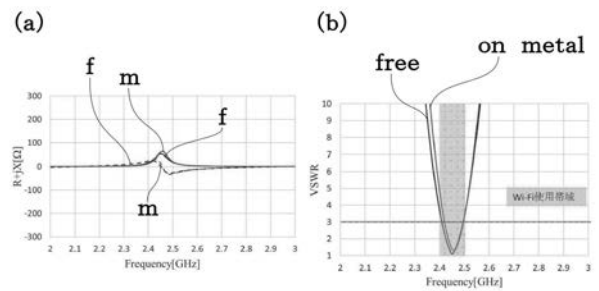 (a)
f
m
f
m
300
200
100
0
-100
-200
-300
R+jX[Ω]
2 2.1 2.2 2.3 2.4 2.5 2.6 2.7 2.8 2.9 3
Frequency[GHz]
(b)
on metal
free
10
9
8
7
6
5
4
3
2
1
VSWR
Wi-Fi使用帯域
2 2.1 2.2 2.3 2.4 2.5 2.6 2.7 2.8 2.9 3
Frequency[GHz]